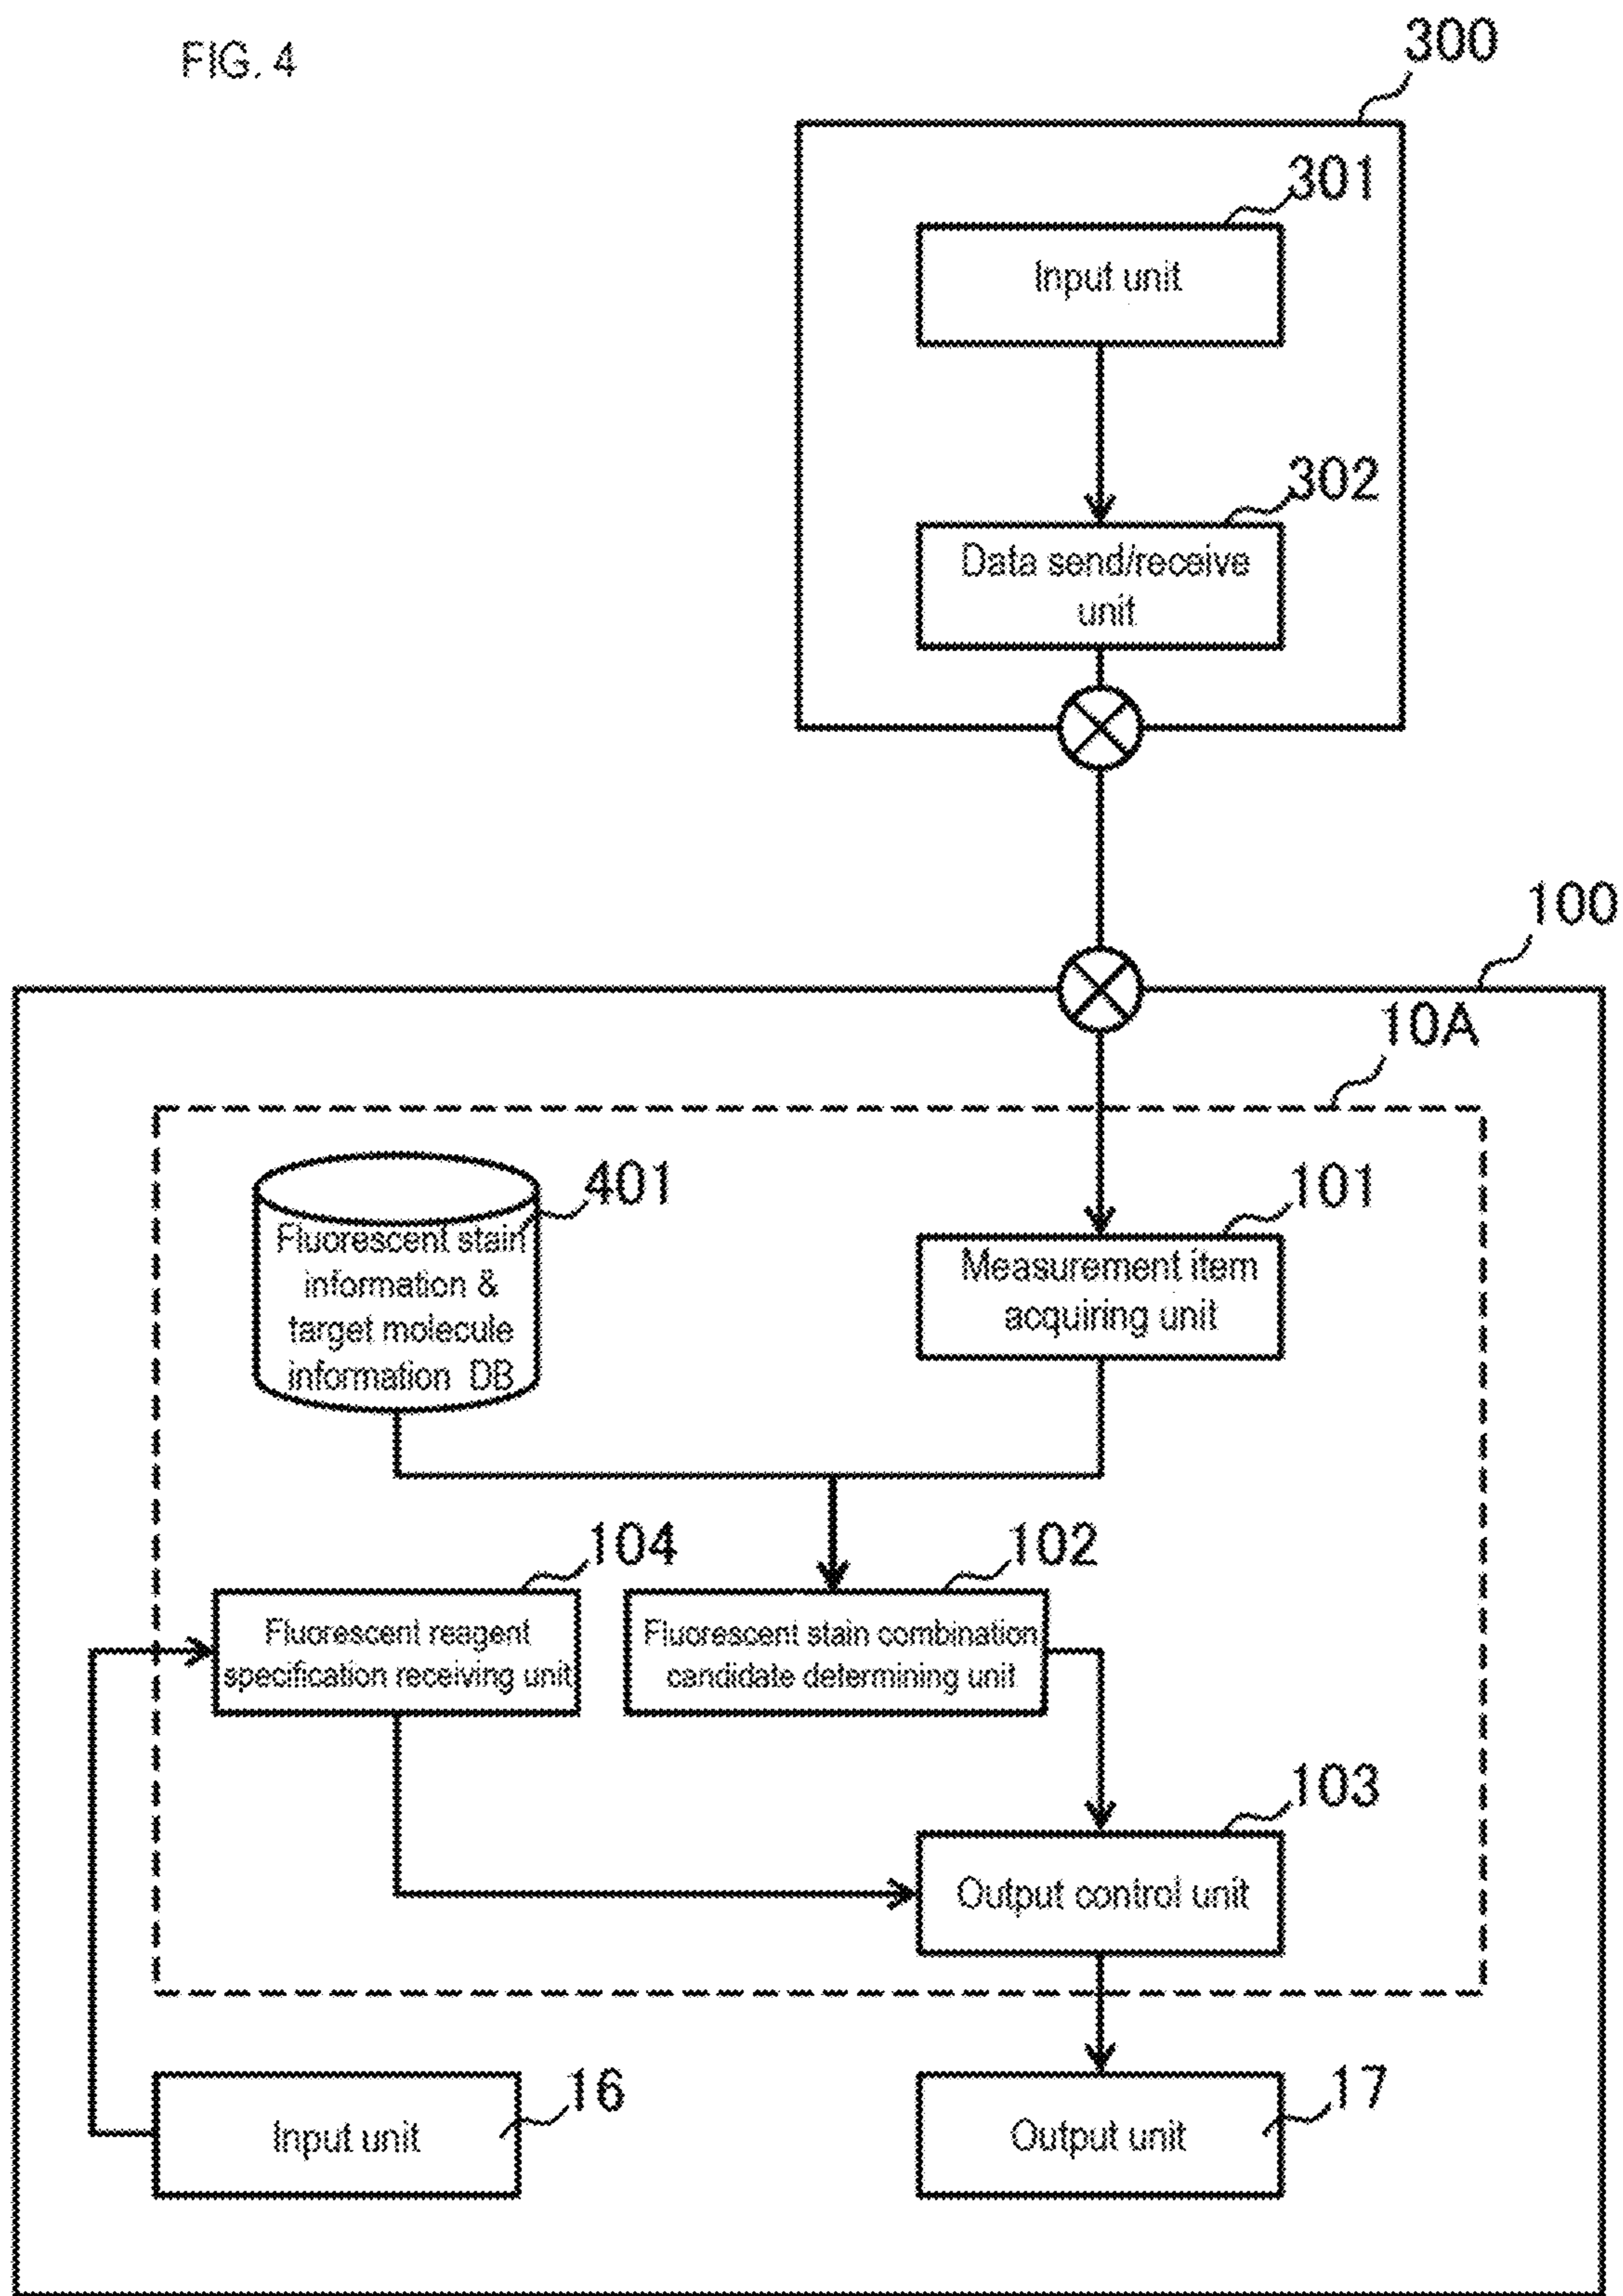 FIG. 4
300
301
Input unit
302
Data send/receive
unit
100
10A
401
Fluorescent stain
information &
target molecule
information DB
101
Measurement item
acquiring unit
104
Fluorescent reagent
specification receiving unit
102
Fluorescent stain combination
candidate determining unit
103
Output control unit
16
Input unit
17
Output unit